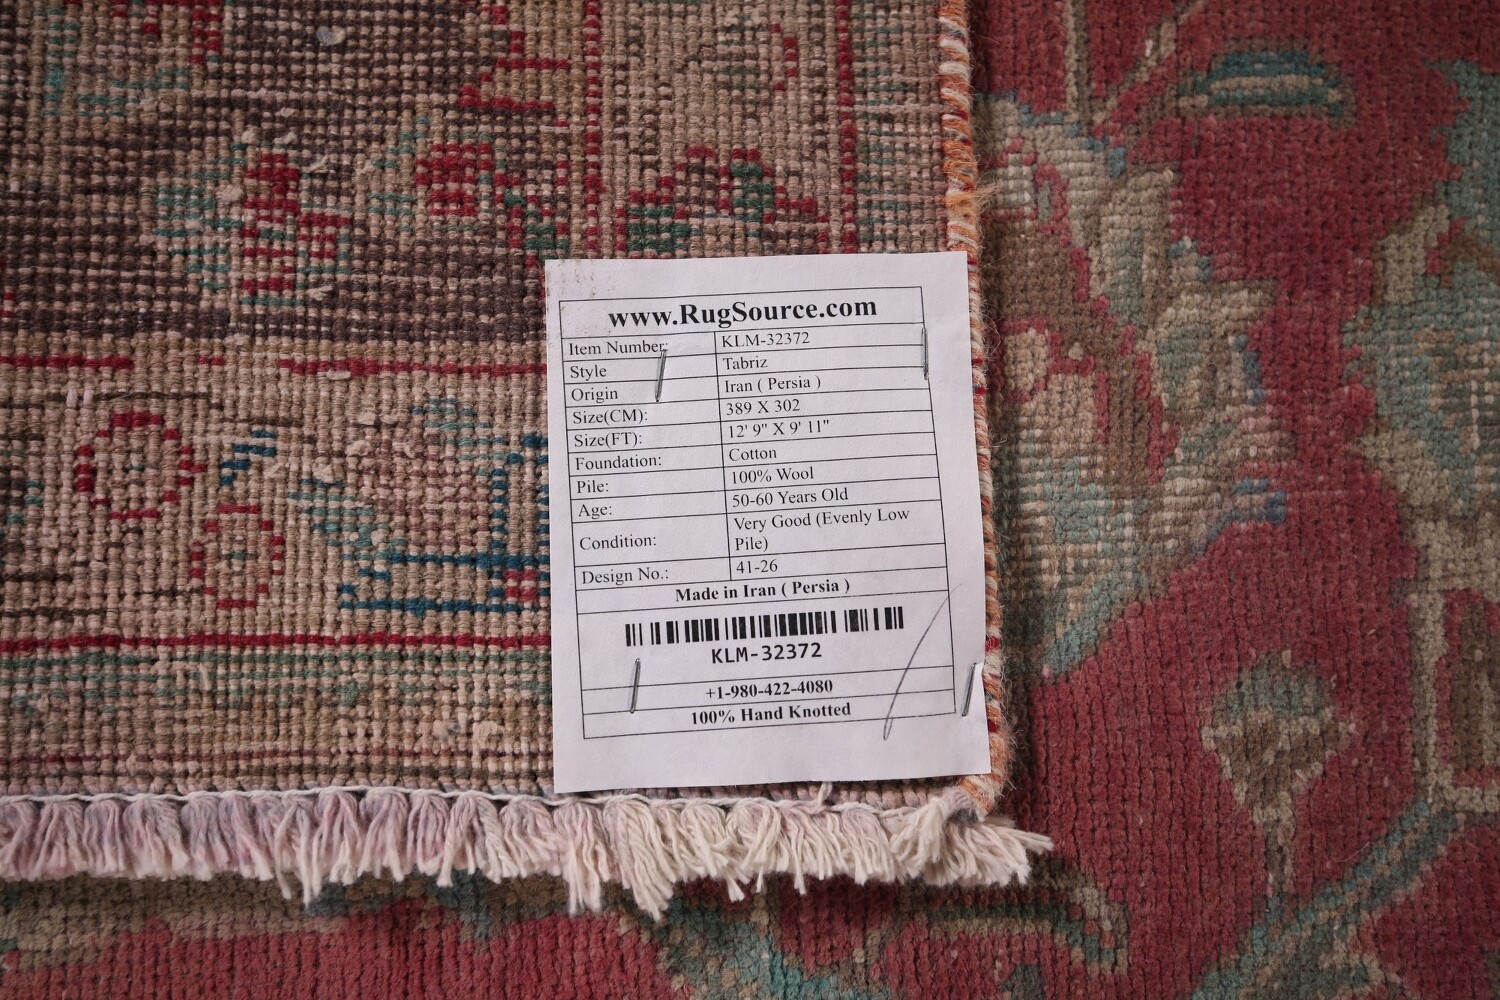 www.RugSource.com
Item Number: KLM-32372
Style Tabriz
Origin Iran ( Persia )
Size(CM): 389 X 302
Size(FT): 12' 9" X 9' 11"
Foundation: Cotton
Pile: 100% Wool
Age: 50-60 Years Old
Condition: Very Good (Evenly Low
Pile)
Design No.: 41-26
Made in Iran ( Persia )
KLM-32372
+1-980-422-4080
100% Hand Knotted